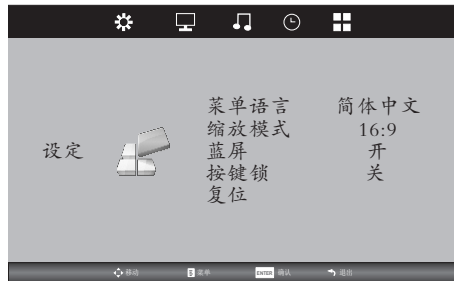 菜单语言 简体中文
缩放模式 16:9
设定
蓝屏 开
按键锁 关
复位
移动 菜单 ENTER 确认 退出